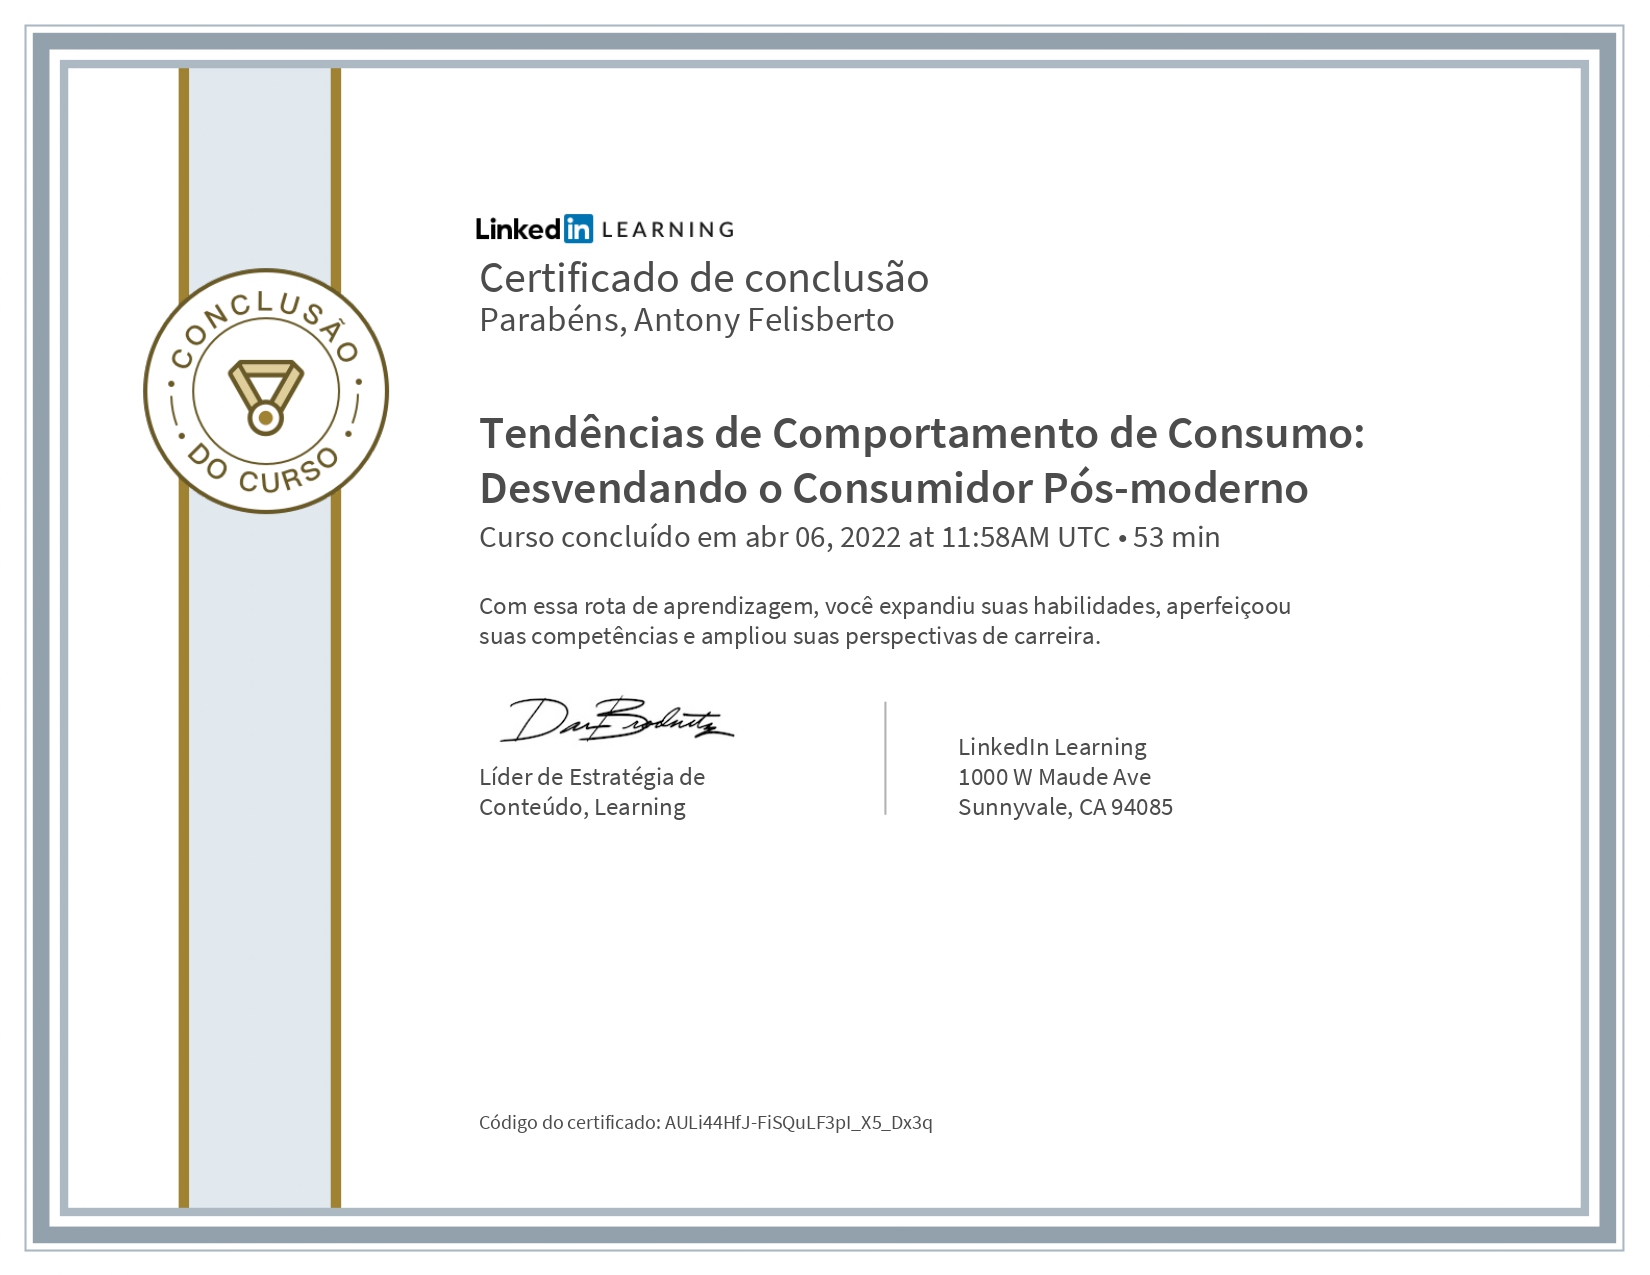 CONCLUSÃO
DO CURSO
Linked in LEARNING
Certificado de conclusão
Parabéns, Antony Felisberto
Tendências de Comportamento de Consumo:
Desvendando o Consumidor Pós-moderno
Curso concluído em abr 06, 2022 at 11:58AM UTC • 53 min
Com essa rota de aprendizagem, você expandiu suas habilidades, aperfeiçoou
suas competências e ampliou suas perspectivas de carreira.
Dan Brodnitz
Líder de Estratégia de
Conteúdo, Learning
LinkedIn Learning
1000 W Maude Ave
Sunnyvale, CA 94085
Código do certificado: AULi44HfJ-FiSQuLF3pI_X5_Dx3q